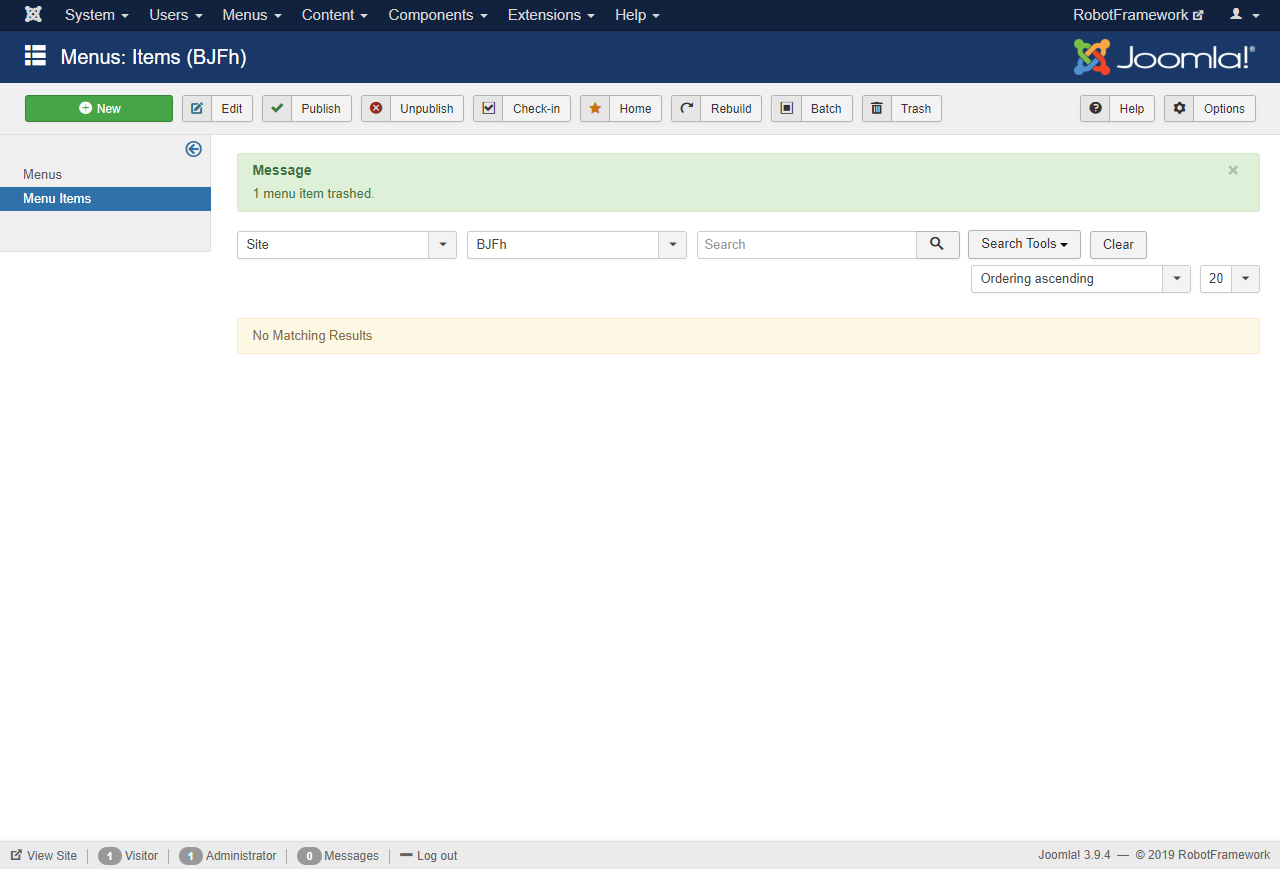 System Users Menus Content Components Extensions Help RobotFramework
Menus: Items (BJFh) Joomla!®
New Edit Publish Unpublish Check-in Home Rebuild Batch Trash Help Options
Menus
Menu Items
Message ×
1 menu item trashed.
Site BJFh Search Search Tools Clear
Ordering ascending 20
No Matching Results
View Site 1 Visitor 1 Administrator 0 Messages Log out Joomla! 3.9.4 — © 2019 RobotFramework